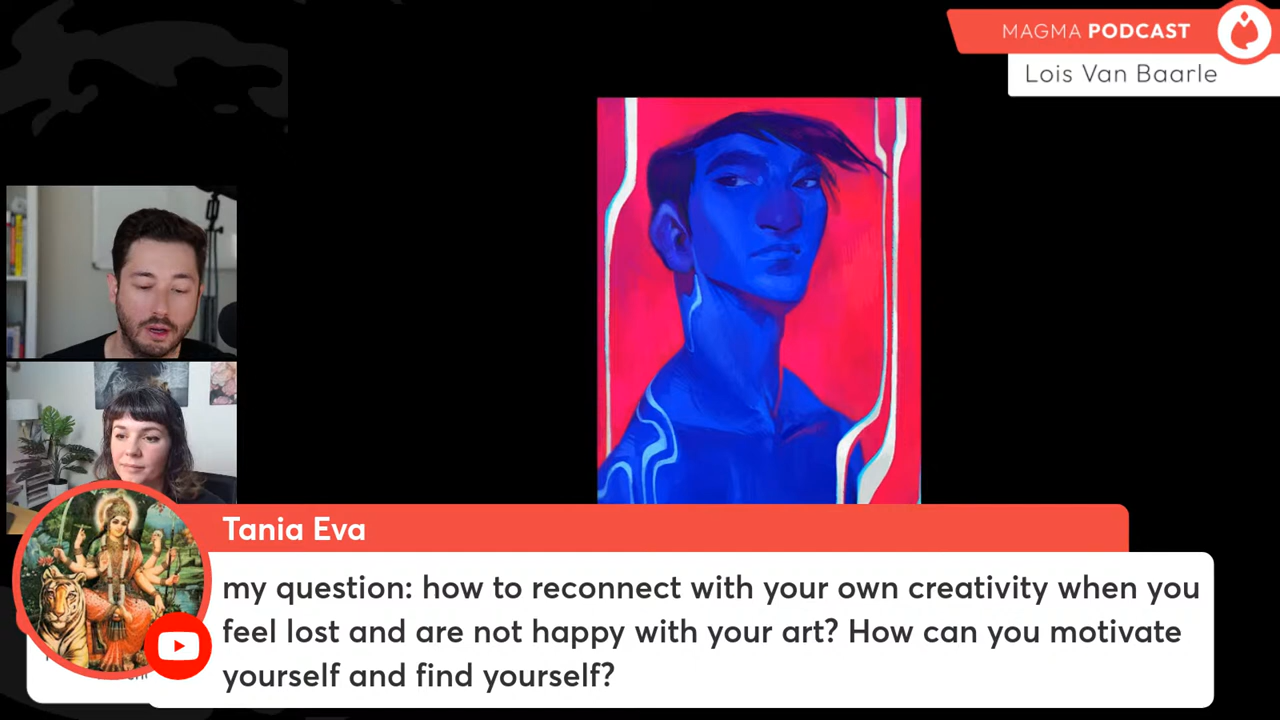 MAGMA PODCAST
Lois Van Baarle
Tania Eva
my question: how to reconnect with your own creativity when you
feel lost and are not happy with your art? How can you motivate
yourself and find yourself?